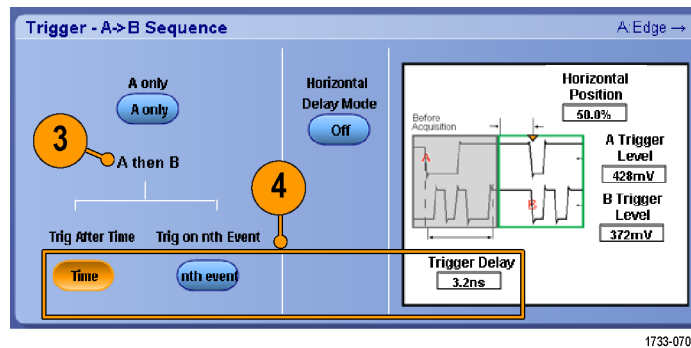 Trigger - A->B Sequence
A:Edge →
A only
A only
3
A then B
4
Trig After Time
Trig on nth Event
Time
nth event
Horizontal
Delay Mode
Off
Before
Acquisition
A
B
Horizontal
Position
50.0%
A Trigger
Level
428mV
B Trigger
Level
372mV
Trigger Delay
3.2ns
1733-070